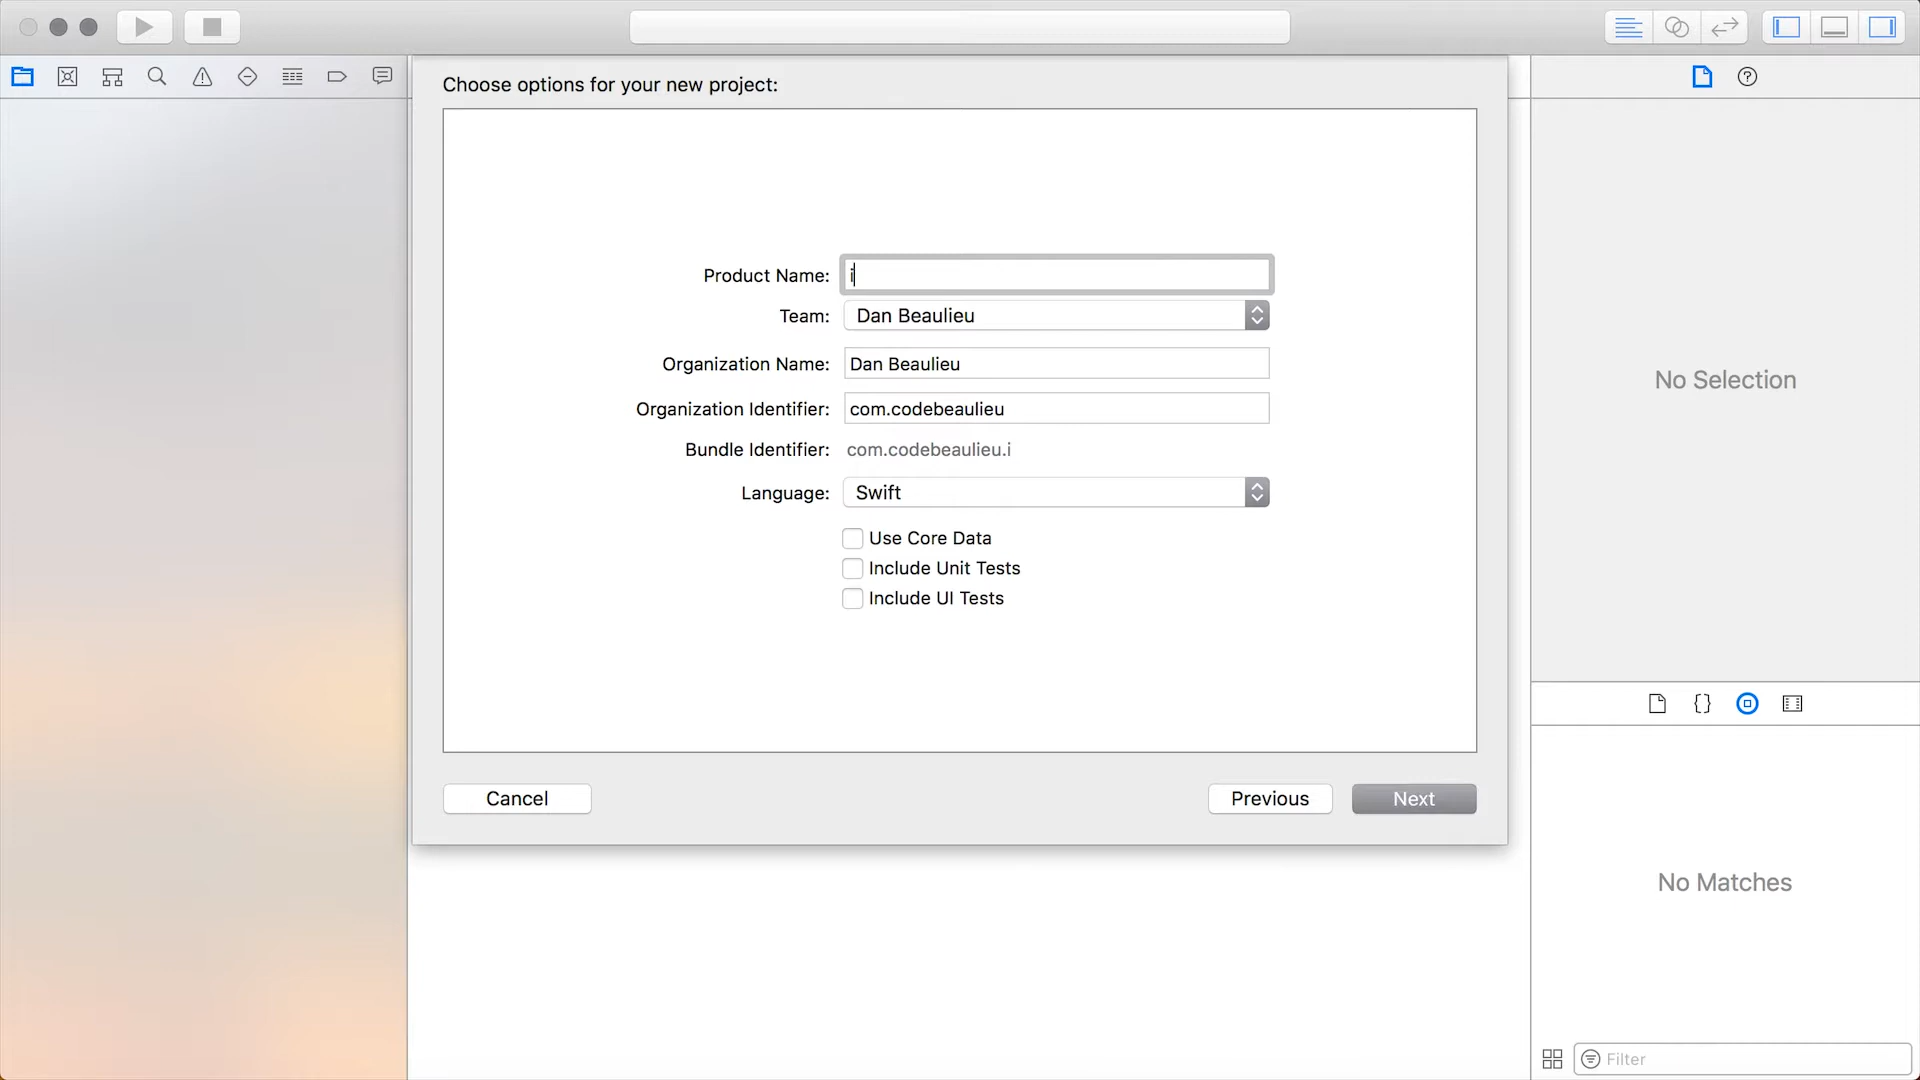 Choose options for your new project:
Product Name: i
Team: Dan Beaulieu
Organization Name: Dan Beaulieu
Organization Identifier: com.codebeaulieu
Bundle Identifier: com.codebeaulieu.i
Language: Swift
Use Core Data
Include Unit Tests
Include UI Tests
Cancel
Previous
Next
No Selection
No Matches
Filter